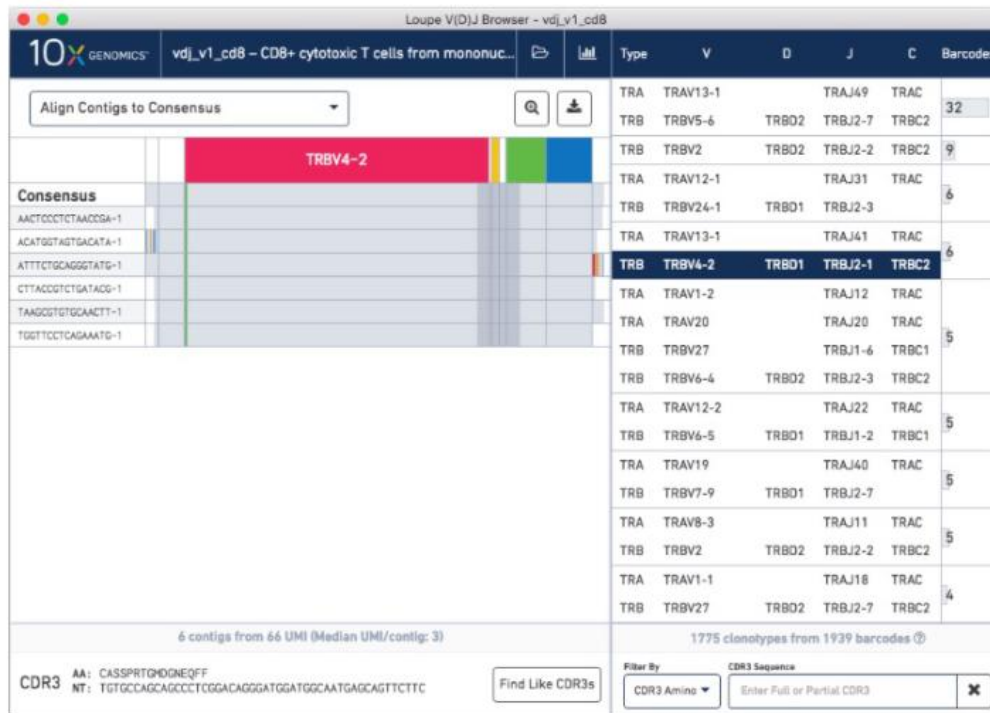 Loupe V(D)J Browser - vdj_v1_cd8
10X GENOMICS™ vdj_v1_cd8 – CD8+ cytotoxic T cells from mononuc...
Type V D J C Barcode
Align Contigs to Consensus
TRBV4-2
Consensus
AACTCCCTCTAACCGA-1
ACATGGTAGTGACATA-1
ATTTCTGCAGGGTATG-1
CTTACCGTCTGATACG-1
TAAGCGTGTGCAACTT-1
TGGTTCCTCAGAAATG-1
TRA TRAV13-1 TRAJ49 TRAC
32
TRB TRBV5-6 TRBD2 TRBJ2-7 TRBC2
TRB TRBV2 TRBD2 TRBJ2-2 TRBC2 9
TRA TRAV12-1 TRAJ31 TRAC
6
TRB TRBV24-1 TRBD1 TRBJ2-3
TRA TRAV13-1 TRAJ41 TRAC
6
TRB TRBV4-2 TRBD1 TRBJ2-1 TRBC2
TRA TRAV1-2 TRAJ12 TRAC
TRA TRAV20 TRAJ20 TRAC
5
TRB TRBV27 TRBJ1-6 TRBC1
TRB TRBV6-4 TRBD2 TRBJ2-3 TRBC2
TRA TRAV12-2 TRAJ22 TRAC
5
TRB TRBV6-5 TRBD1 TRBJ1-2 TRBC1
TRA TRAV19 TRAJ40 TRAC
5
TRB TRBV7-9 TRBD1 TRBJ2-7
TRA TRAV8-3 TRAJ11 TRAC
5
TRB TRBV2 TRBD2 TRBJ2-2 TRBC2
TRA TRAV1-1 TRAJ18 TRAC
4
TRB TRBV27 TRBD2 TRBJ2-7 TRBC2
6 contigs from 66 UMI (Median UMI/contig: 3)
1775 clonotypes from 1939 barcodes
CDR3
AA: CASSPRTGMDGNEQFF
NT: TGTGCCAGCAGCCCTCGGACAGGGATGGATGGCAATGAGCAGTTCTTC
Find Like CDR3s
Filter By
CDR3 Amino
CDR3 Sequence
Enter Full or Partial CDR3